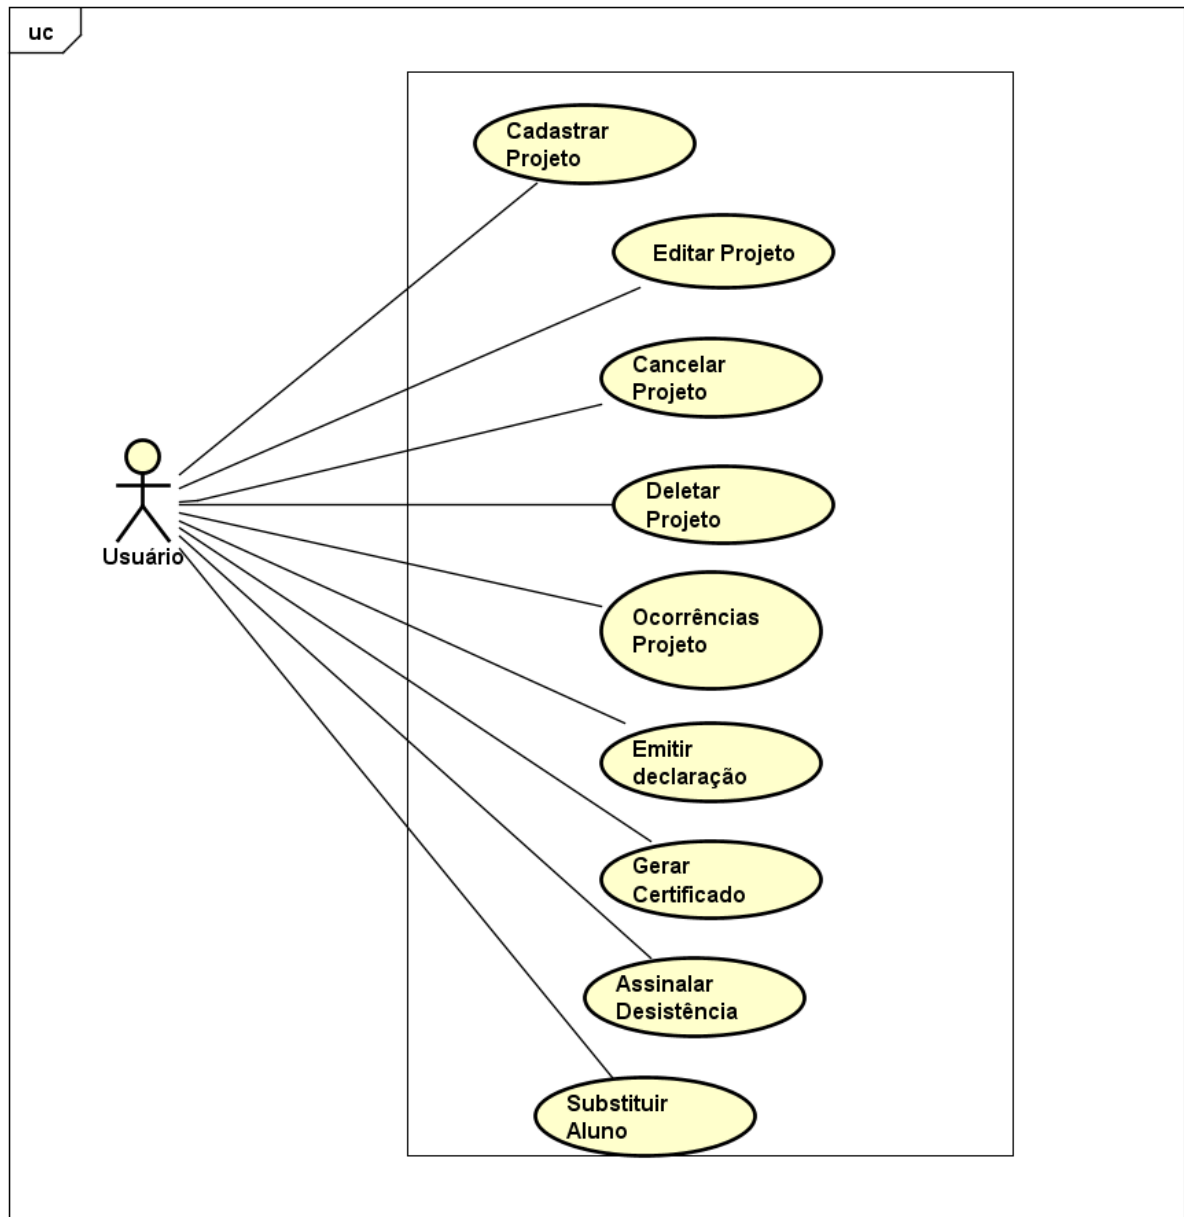 uc
Cadastrar
Projeto
Editar Projeto
Cancelar
Projeto
Deletar
Projeto
Usuário
Ocorrências
Projeto
Emitir
declaração
Gerar
Certificado
Assinalar
Desistência
Substituir
Aluno